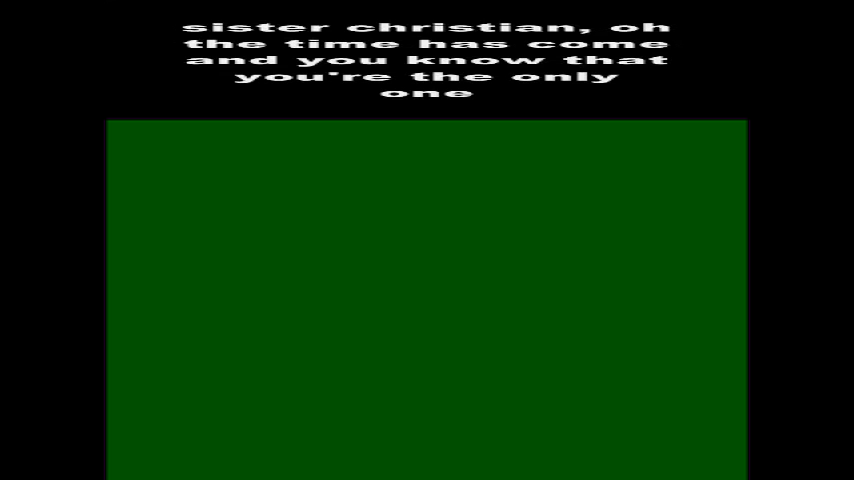 sister christian, oh
the time has come
and you know that
you're the only
one